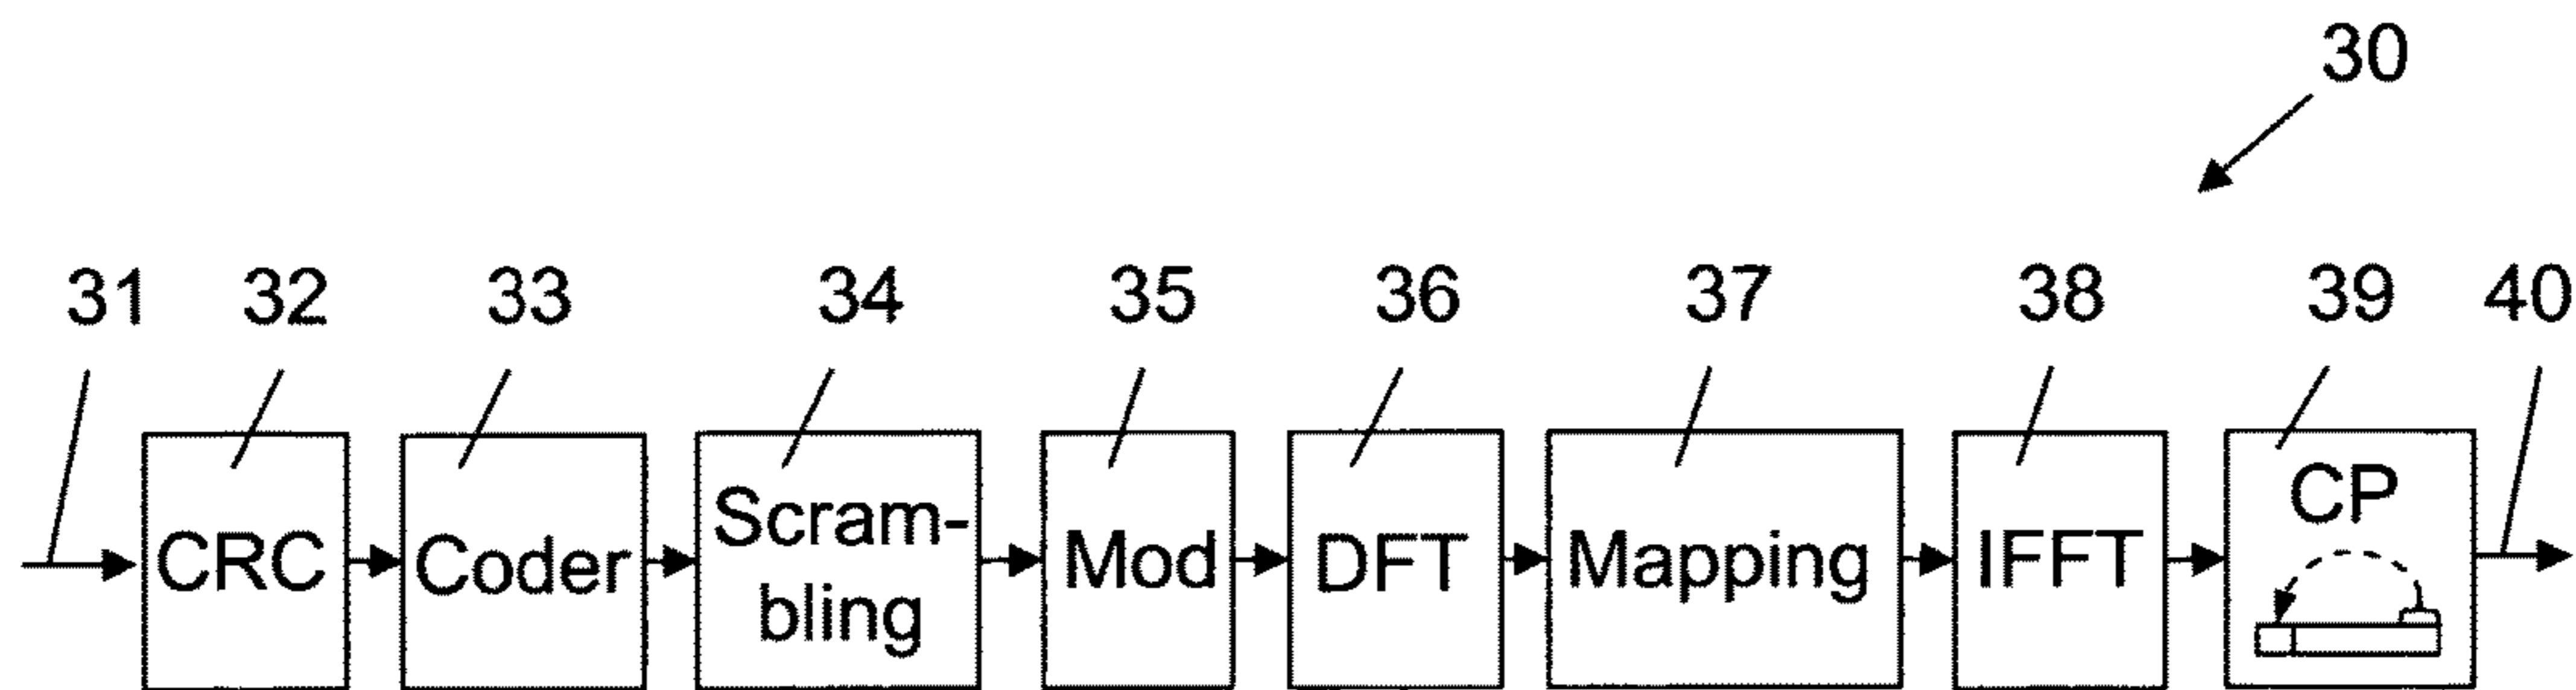 30
31 32 33 34 35 36 37 38 39 40
CRC Coder Scram-
bling Mod DFT Mapping IFFT CP